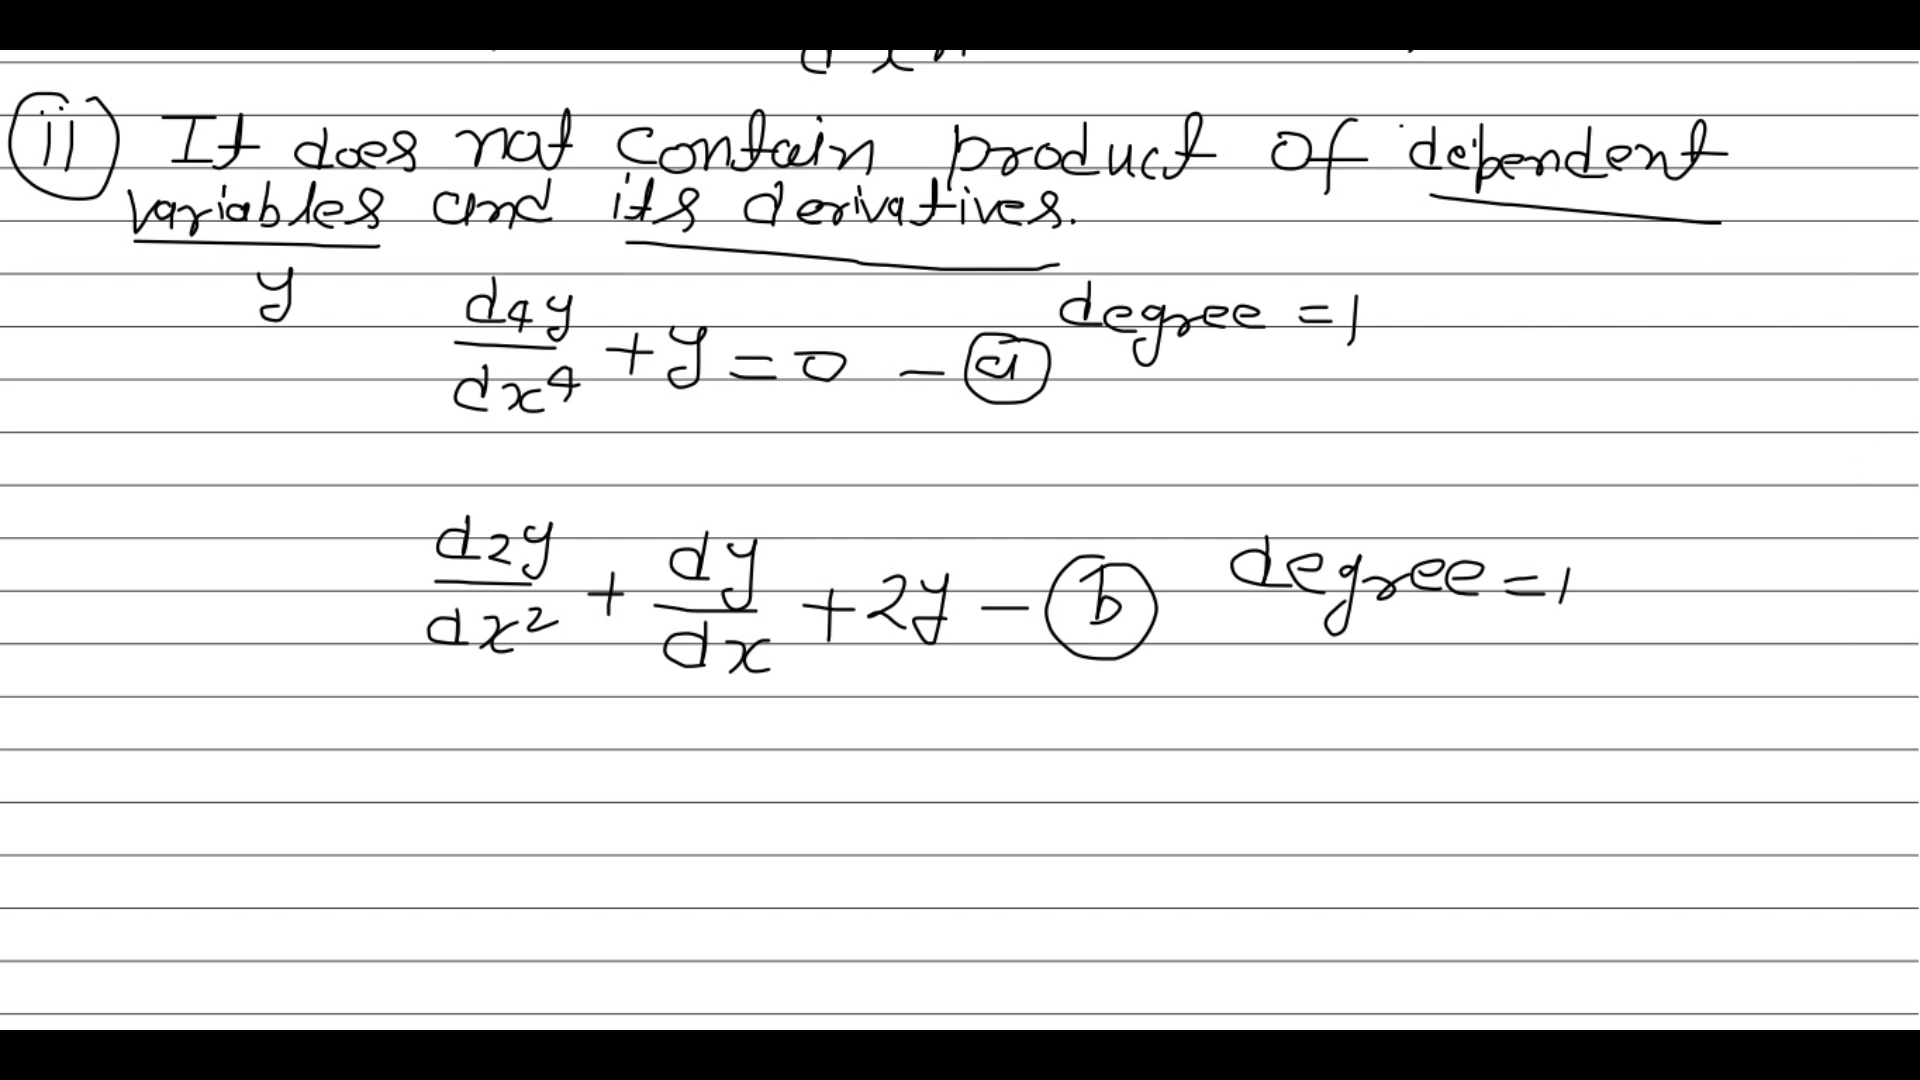 (ii) It does not contain product of dependent
variables and its derivatives.
y
d4y/dx⁴ + y = 0 - (a) degree = 1
d2y/dx² + dy/dx + 2y - (b) degree = 1